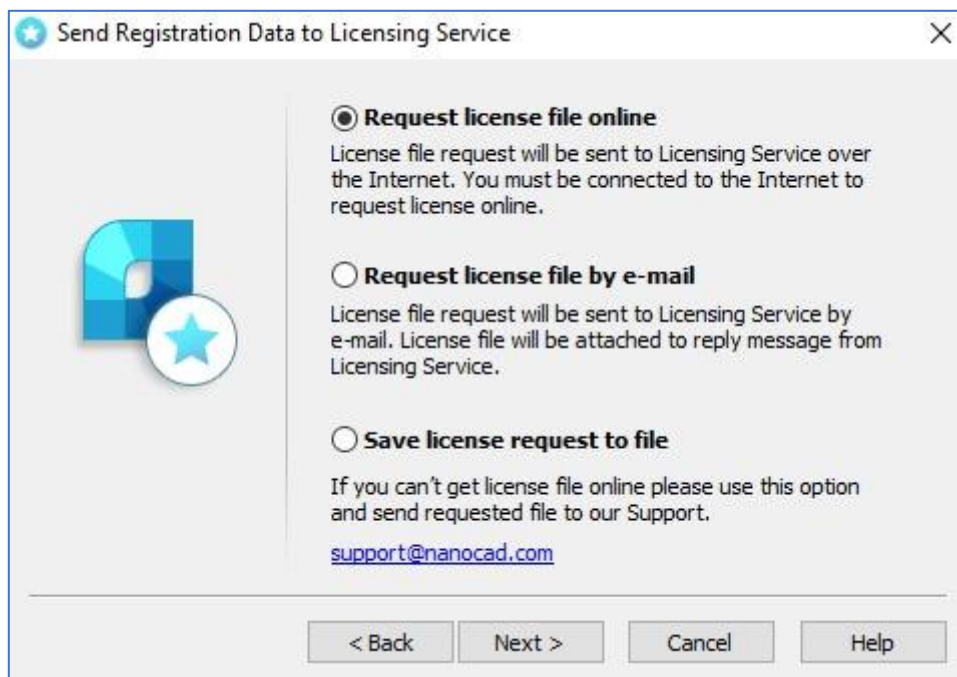 Send Registration Data to Licensing Service
Request license file online
License file request will be sent to Licensing Service over
the Internet. You must be connected to the Internet to
request license online.
Request license file by e-mail
License file request will be sent to Licensing Service by
e-mail. License file will be attached to reply message from
Licensing Service.
Save license request to file
If you can't get license file online please use this option
and send requested file to our Support.
support@nanocad.com
< Back
Next >
Cancel
Help